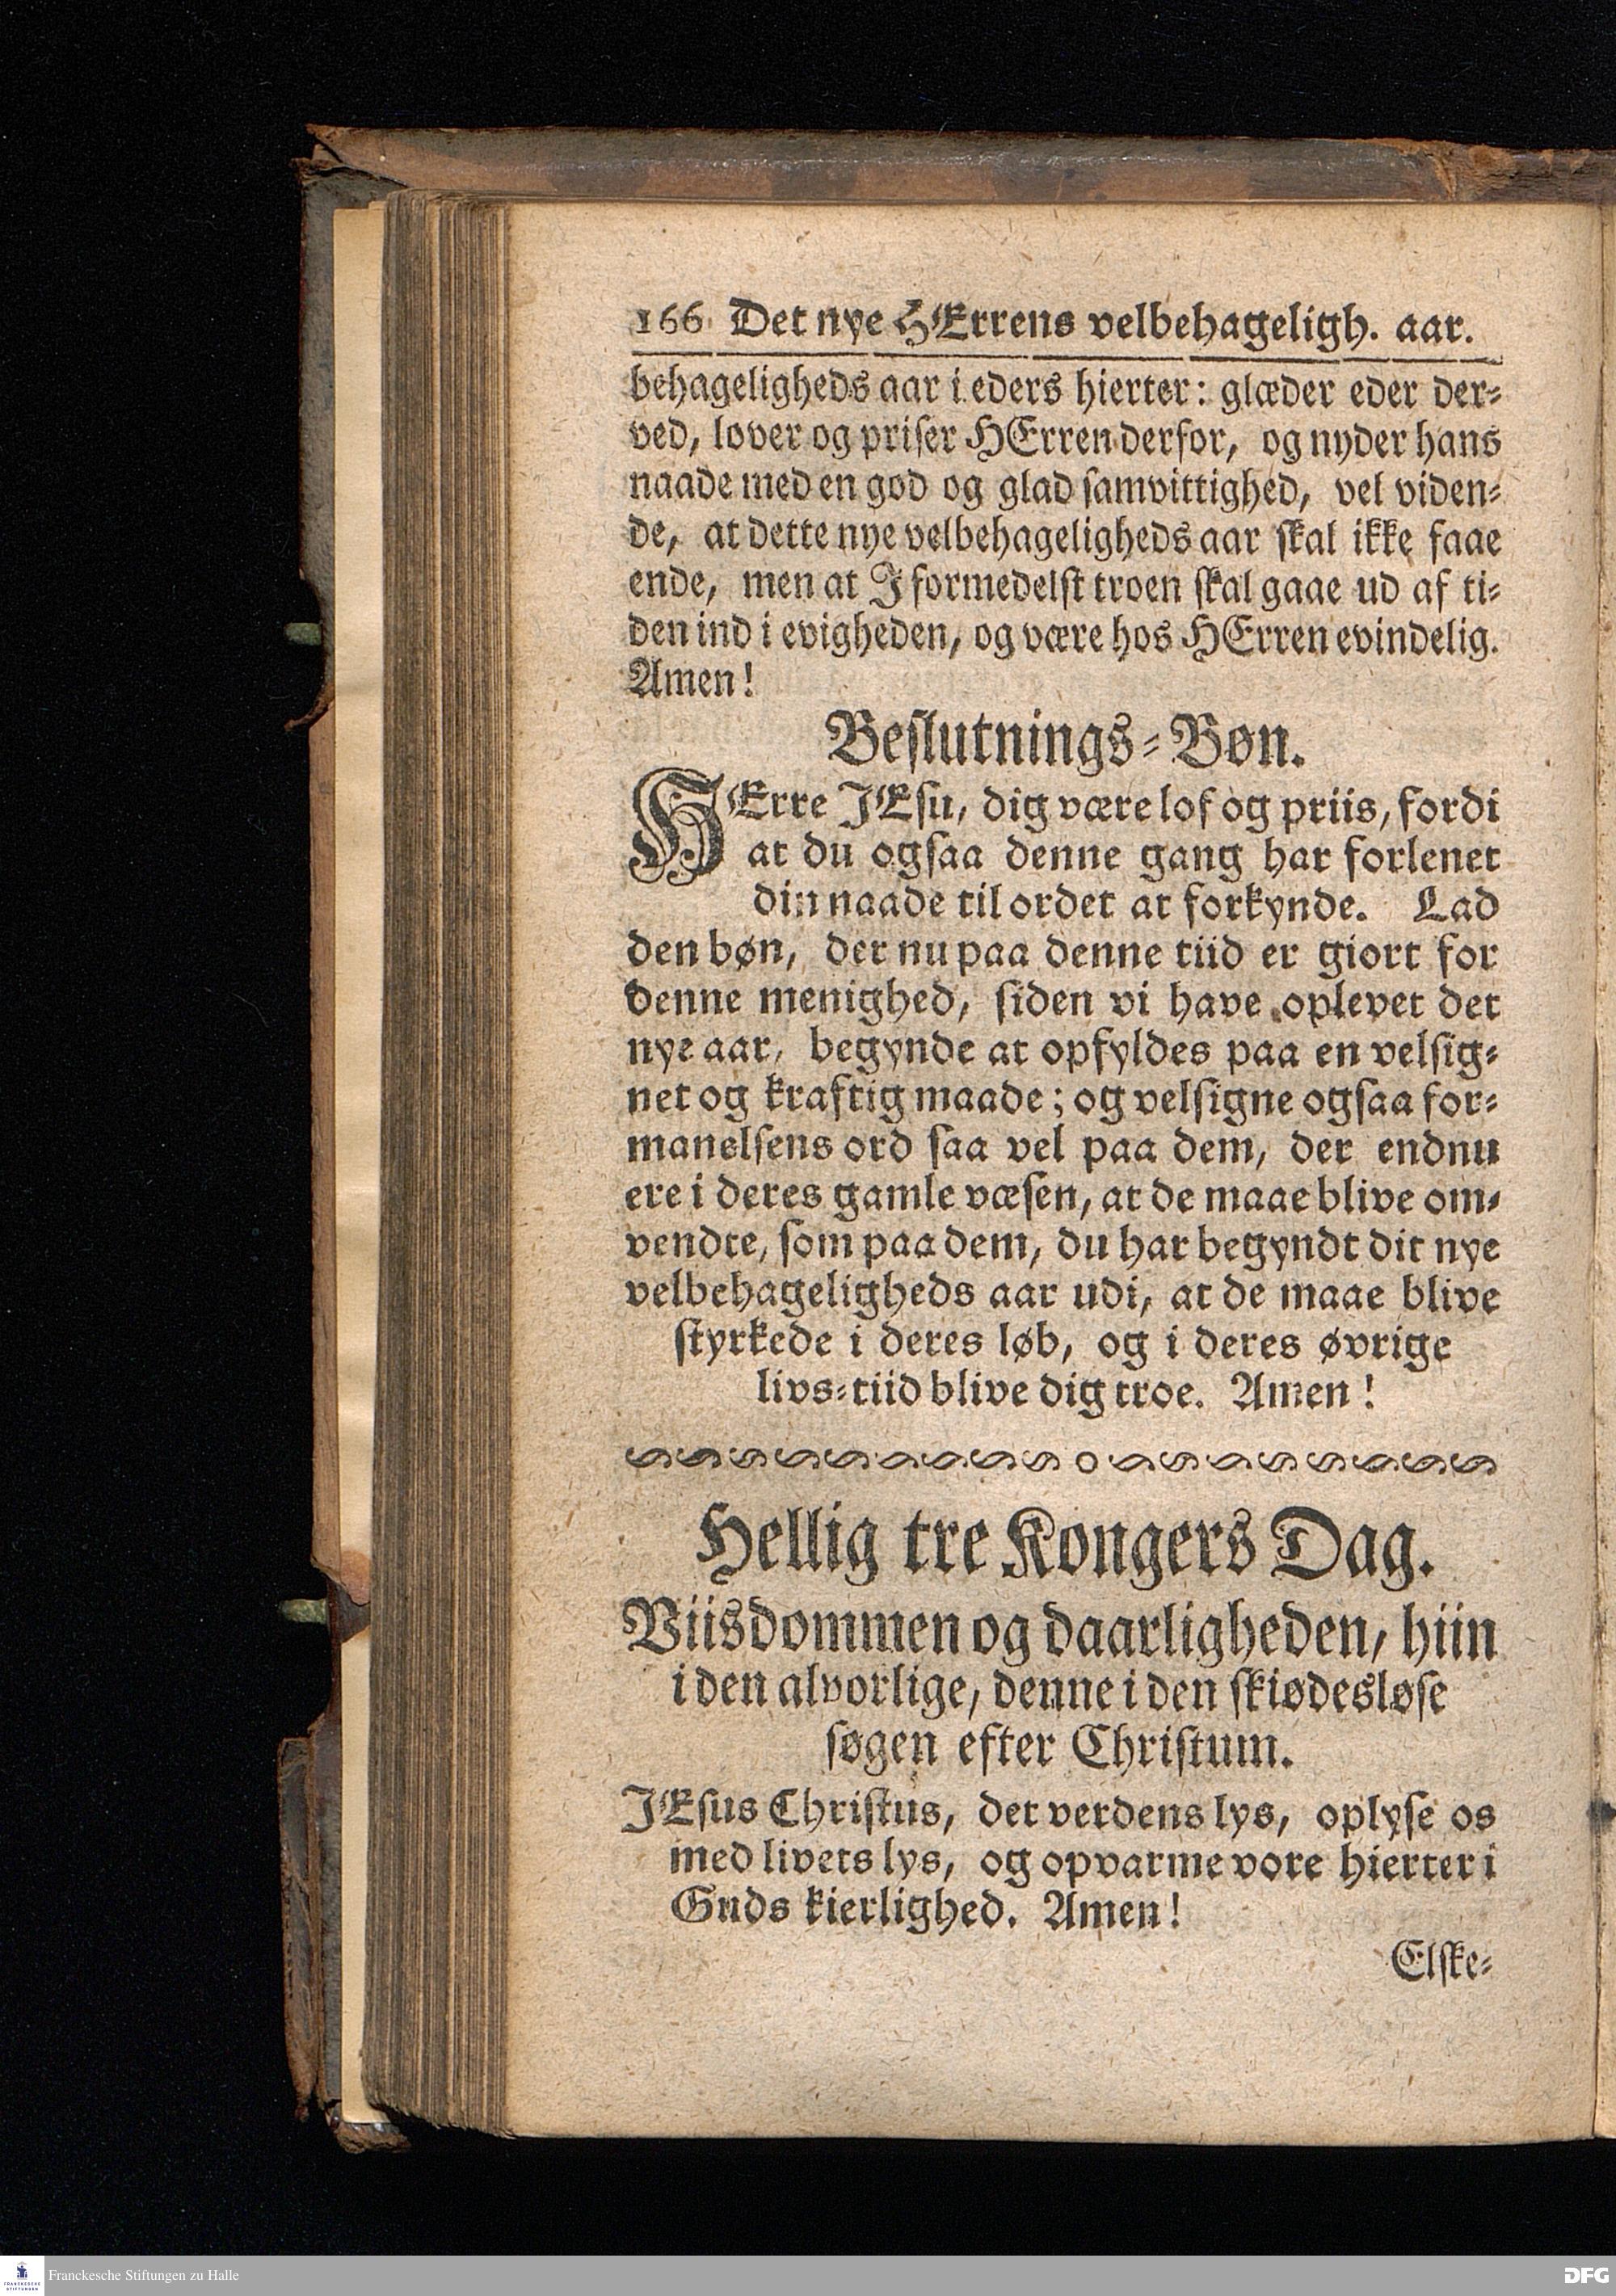 166 Det nye HErrens velbehageligh. aar.
behageligheds aar i eders hierter: glæder eder der-
ved, lover og priser HErren derfor, og nyder hans
naade med en god og glad samvittighed, vel viden-
de, at dette nye velbehageligheds aar skal ikke faae
ende, men at I formedelst troen skal gaae ud af ti-
den ind i evigheden, og være hos HErren evindelig.
Amen!
Beslutnings-Bøn.
HErre JEsu, dig være lof og priis, fordi
at du ogsaa denne gang har forlenet
din naade til ordet at forkynde. Lad
den bøn, der nu paa denne tiid er giort for
denne menighed, siden vi have oplevet det
nye aar, begynde at opfyldes paa en velsig-
net og kraftig maade; og velsigne ogsaa for-
manelsens ord saa vel paa dem, der endnu
ere i deres gamle væsen, at de maae blive om-
vendte, som paa dem, du har begyndt dit nye
velbehageligheds aar udi, at de maae blive
styrkede i deres løb, og i deres øvrige
livs-tiid blive dig troe. Amen!
Hellig tre Kongers Dag.
Viisdommen og daarligheden, hiin
i den alvorlige, denne i den skiødesløse
søgen efter Christum.
JEsus Christus, det verdens lys, oplyse os
med livets lys, og opvarme vore hierter i
Guds kierlighed. Amen!
Elske-
FRANCKESCHE STIFTUNGEN
Franckesche Stiftungen zu Halle
DFG